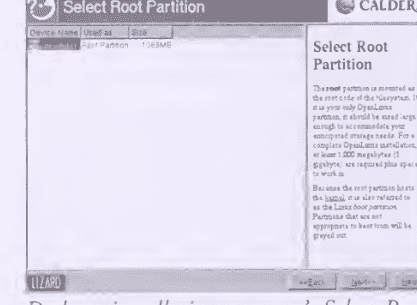 Select Root Partition
CALDERA
Device Name Used as Size
Root Partition 1069MB
Select Root
Partition
The root partition is mounted as
the root node of the filesystem. If
it is your only OpenLinux
partition, it should be sized large
enough to accommodate your
anticipated storage needs. For a
complete OpenLinux installation,
at least 1,000 megabytes (1
gigabyte) are required plus space
to work in.
Because the root partition hosts
the kernel, it is also referred to
as the Linux boot partition.
Partitions that are not
appropriate to boot from will be
greyed out.
LIZARD
<<Back Next>>
Select